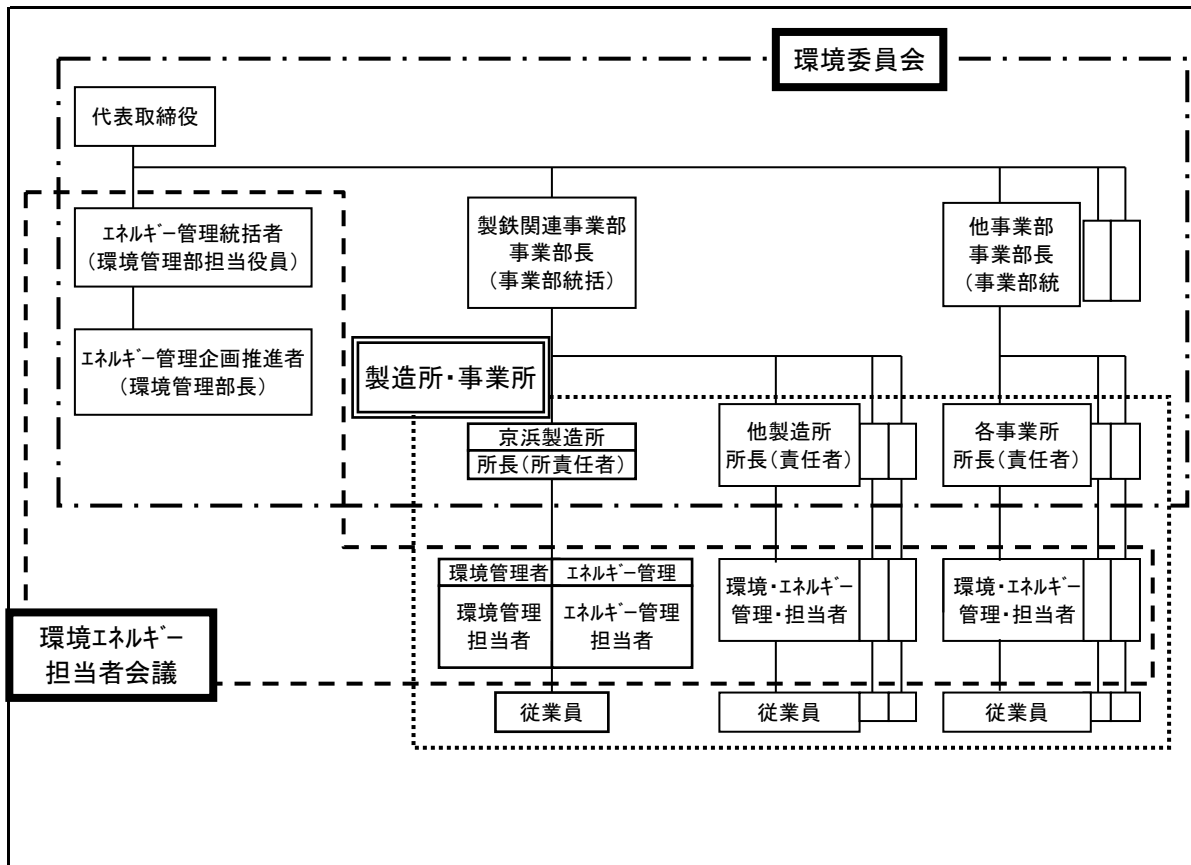 環境委員会
代表取締役
エネルギー管理統括者
(環境管理部担当役員)
製鉄関連事業部
事業部長
(事業部統括)
他事業部
事業部長
(事業部統
エネルギー管理企画推進者
(環境管理部長)
製造所・事業所
京浜製造所
所長(所責任者)
他製造所
所長(責任者)
各事業所
所長(責任者)
環境管理者
エネルギー管理
環境管理
担当者
エネルギー管理
担当者
環境・エネルギー
管理・担当者
環境・エネルギー
管理・担当者
環境エネルギー
担当者会議
従業員
従業員
従業員